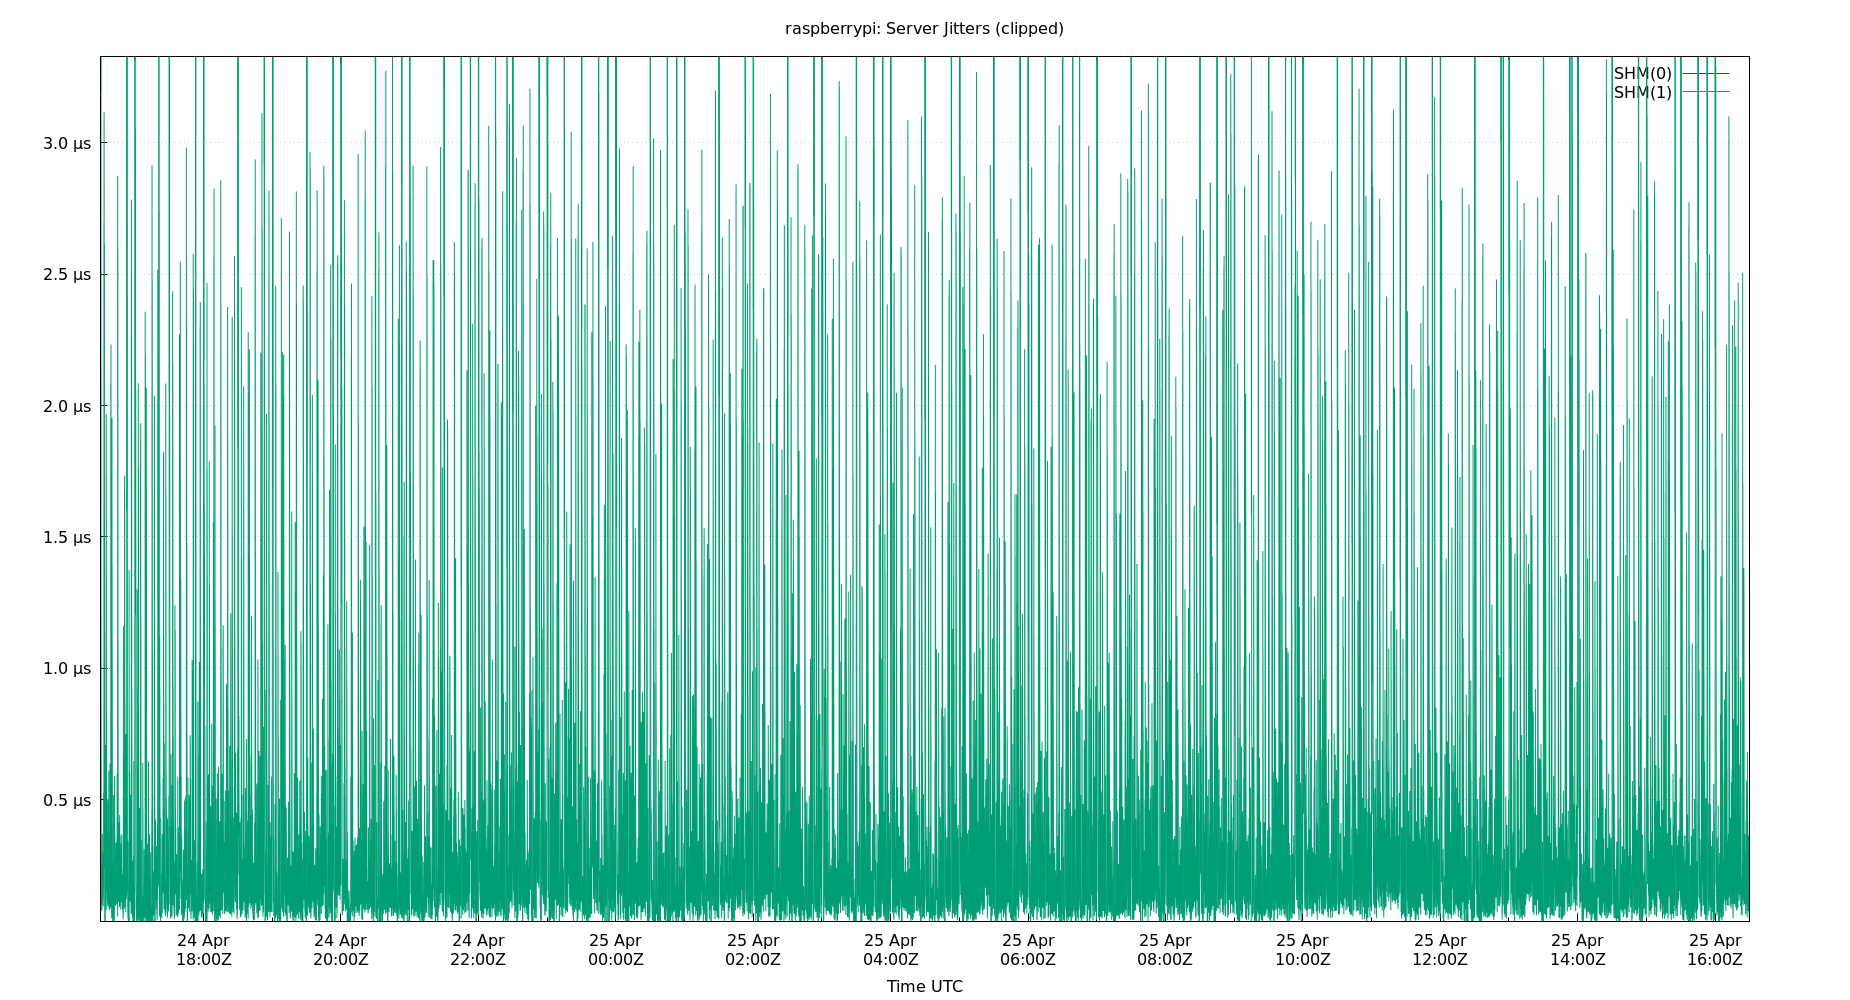 raspberrypi: Server Jitters (clipped)
SHM(0)
SHM(1)
3.0 µs
2.5 µs
2.0 µs
1.5 µs
1.0 µs
0.5 µs
24 Apr 24 Apr 24 Apr 25 Apr 25 Apr 25 Apr 25 Apr 25 Apr 25 Apr 25 Apr 25 Apr 25 Apr
18:00Z 20:00Z 22:00Z 00:00Z 02:00Z 04:00Z 06:00Z 08:00Z 10:00Z 12:00Z 14:00Z 16:00Z
Time UTC